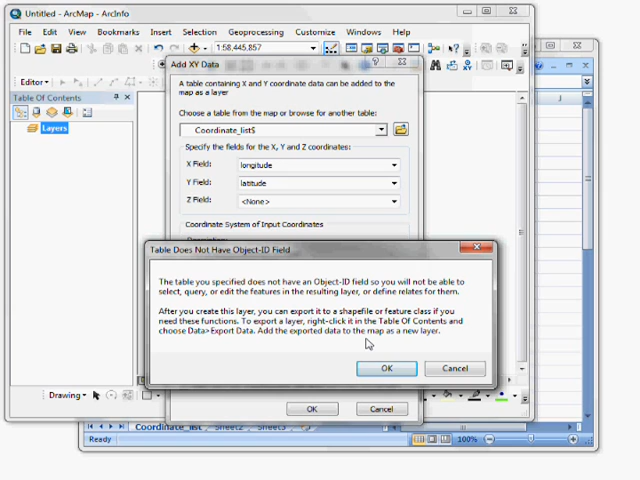 Untitled - ArcMap - ArcInfo
File Edit View Bookmarks Insert Selection Geoprocessing Customize Windows Help
1:58,445,857
Editor
Table Of Contents
Layers
Add XY Data
A table containing X and Y coordinate data can be added to the
map as a layer
Choose a table from the map or browse for another table:
Coordinate_list$
Specify the fields for the X, Y and Z coordinates:
X Field: longitude
Y Field: latitude
Z Field: <None>
Coordinate System of Input Coordinates
Table Does Not Have Object-ID Field
The table you specified does not have an Object-ID field so you will not be able to
select, query, or edit the features in the resulting layer, or define relates for them.
After you create this layer, you can export it to a shapefile or feature class if you
need these functions. To export a layer, right-click it in the Table Of Contents and
choose Data>Export Data. Add the exported data to the map as a new layer.
OK Cancel
Drawing
OK Cancel
J
Coordinate_list Sheet2 Sheet3
Ready 100%